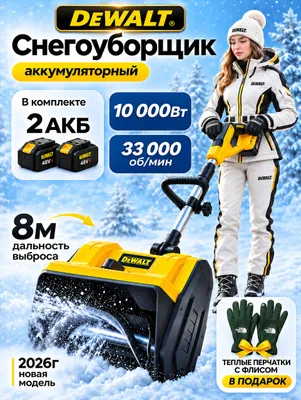 DEWALT®
Снегоуборщик
аккумуляторный
В комплекте
2 АКБ
10 000Вт
33 000
об/мин
8м
дальность
выброса
DEWALT
2026г
новая
модель
ТЕПЛЫЕ ПЕРЧАТКИ
С ФЛИСОМ
В ПОДАРОК